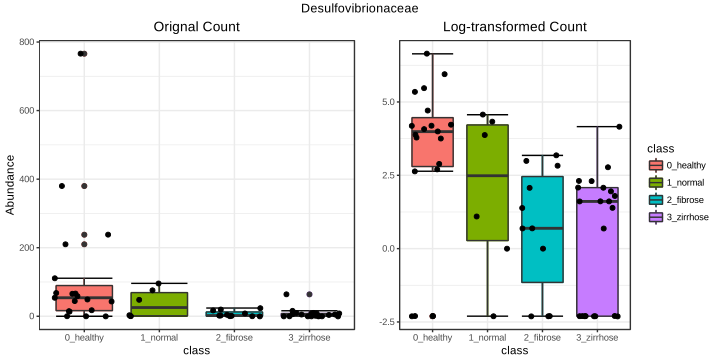 Desulfovibrionaceae
Orignal Count
Log-transformed Count
Abundance
800
600
400
200
0
0_healthy 1_normal 2_fibrose 3_zirrhose
class
5.0
2.5
0.0
-2.5
0_healthy 1_normal 2_fibrose 3_zirrhose
class
class
0_healthy
1_normal
2_fibrose
3_zirrhose